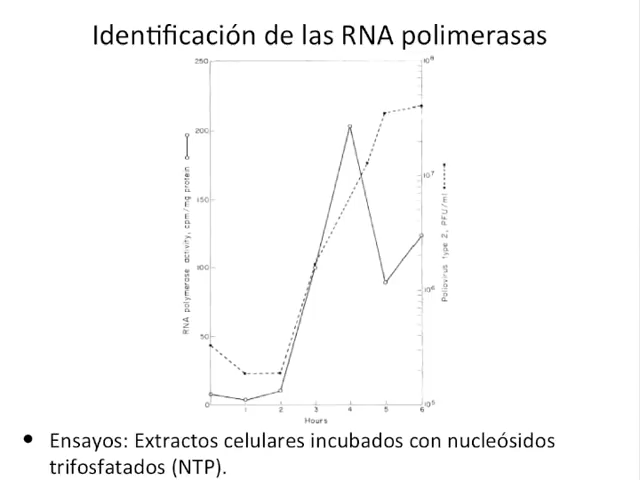 Identificación de las RNA polimerasas
250
200
150
100
50
0
RNA polymerase activity, cpm/mg protein
10⁸
10⁷
10⁶
10⁵
Poliovirus type 2, PFU/ml
1 2 3 4 5 6
Hours
• Ensayos: Extractos celulares incubados con nucleósidos
trifosfatados (NTP).